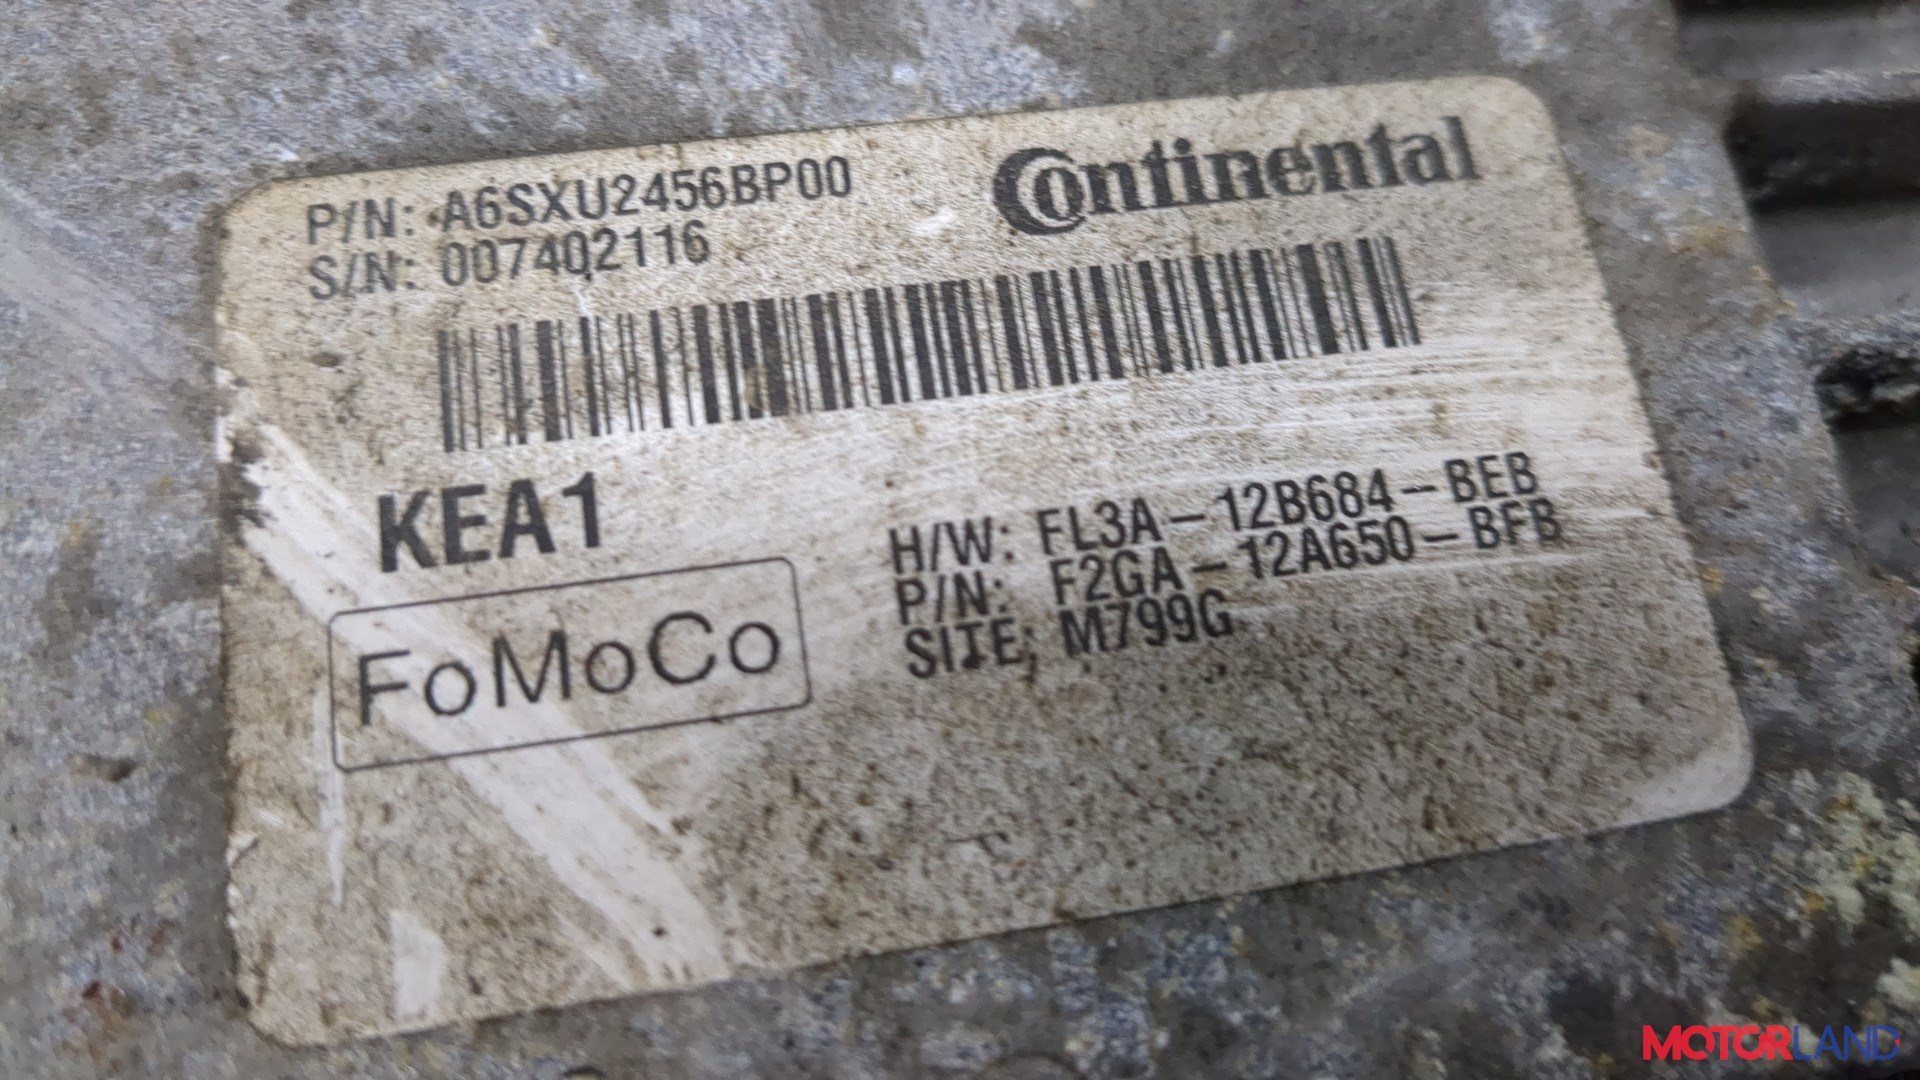 P/N: A6SXU2456BP00
S/N: 007402116
Continental
KEA1
FoMoCo
H/W: FL3A-12B684-BEB
P/N: F2GA-12A650-BFB
SITE: M799G
MOTORLAND